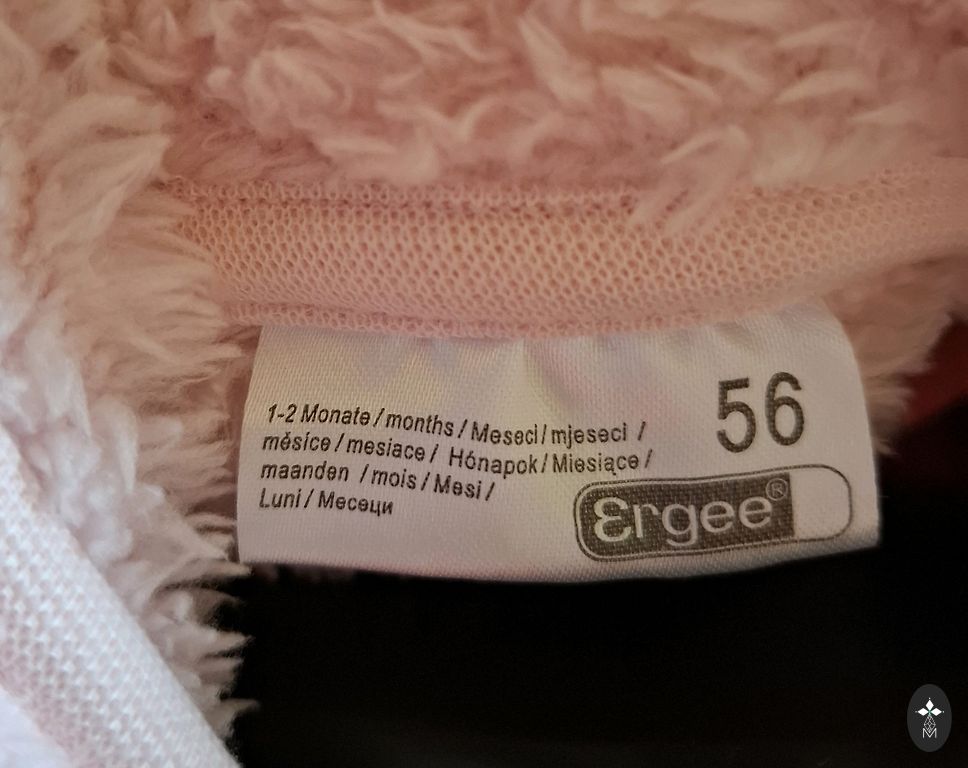 1-2 Monate / months / Meseci / mjeseci /
měsíce / mesiace / Hónapok / Miesiące /
maanden / mois / Mesi /
Luni / Месеци
56
Ergee®
M